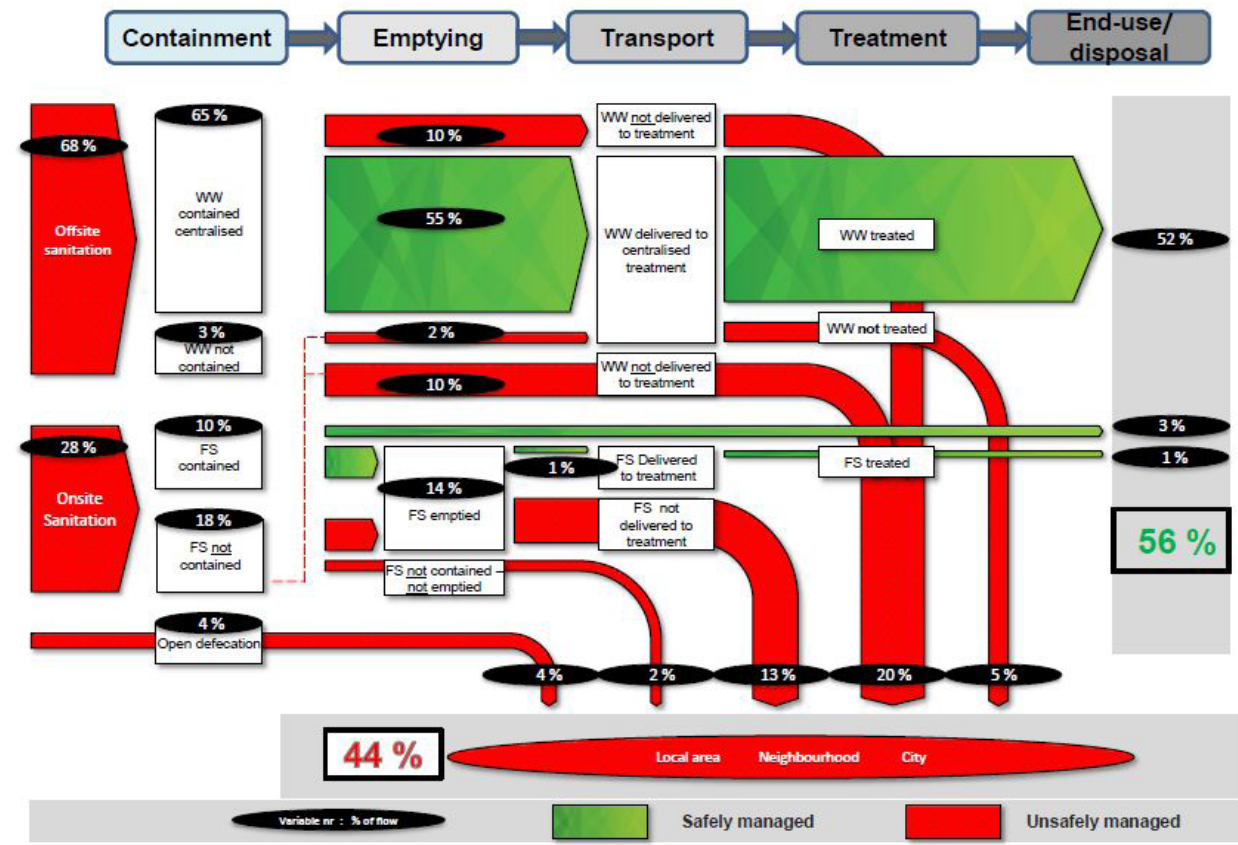 Containment
Emptying
Transport
Treatment
End-use/
disposal
68 %
Offsite
sanitation
65 %
WW
contained
centralised
3 %
WW not
contained
10 %
WW not delivered
to treatment
55 %
WW delivered to
centralised
treatment
WW treated
52 %
2 %
WW not treated
10 %
WW not delivered
to treatment
28 %
Onsite
Sanitation
10 %
FS
contained
18 %
FS not
contained
3 %
14 %
FS emptied
1 %
FS Delivered
to treatment
FS treated
1 %
FS not
delivered to
treatment
FS not contained –
not emptied
56 %
4 %
Open defecation
4 %
2 %
13 %
20 %
5 %
44 %
Local area Neighbourhood City
Variable nr : % of flow
Safely managed
Unsafely managed